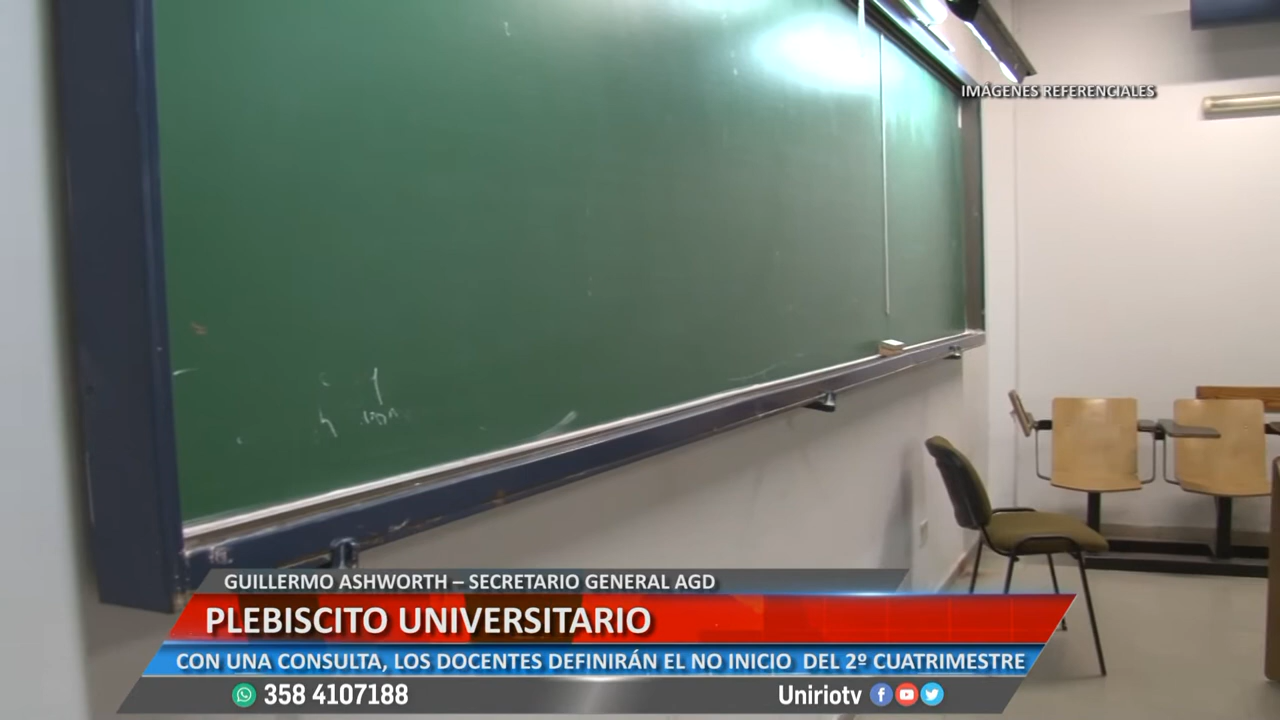 IMÁGENES REFERENCIALES
GUILLERMO ASHWORTH – SECRETARIO GENERAL AGD
PLEBISCITO UNIVERSITARIO
CON UNA CONSULTA, LOS DOCENTES DEFINIRÁN EL NO INICIO DEL 2º CUATRIMESTRE
358 4107188
Uniriotv